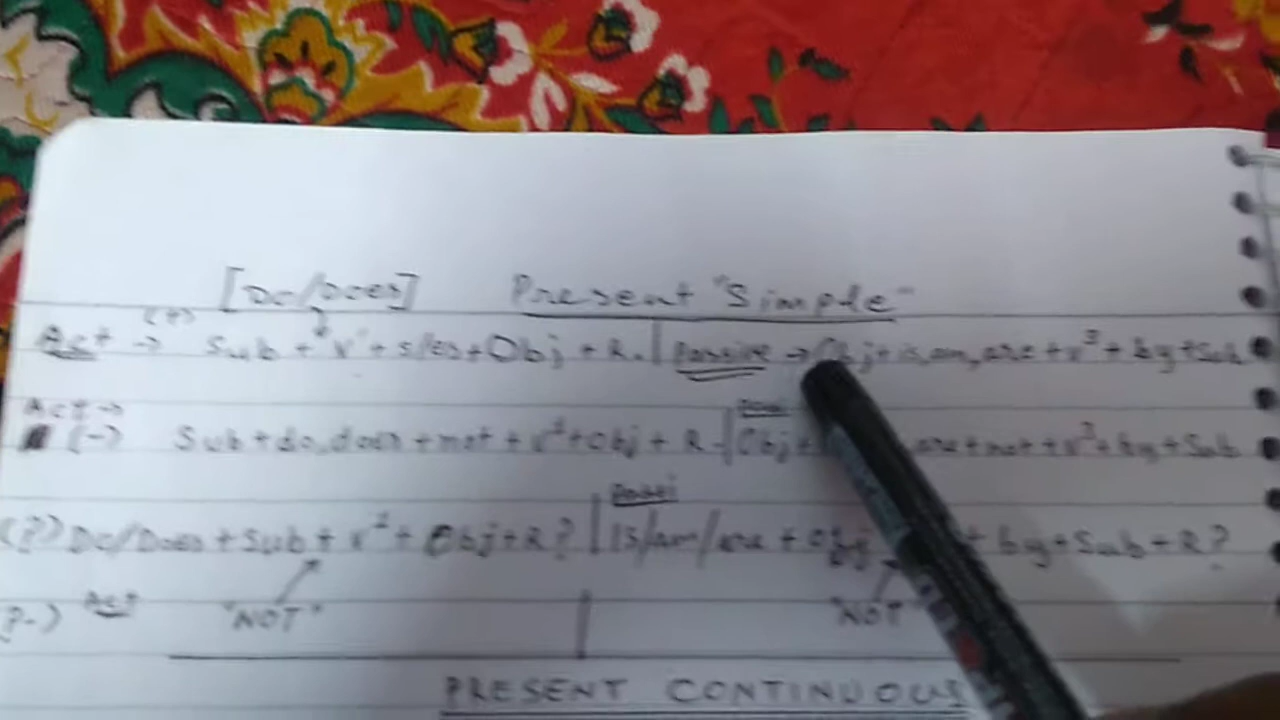 [Do/Does] Present "Simple"
(+)
Act → Sub + V' + s/es + Obj + R. | Passive → Obj + is, am, are + v³ + by + Sub
Act → Pass
(-) Sub + do, does + not + v¹ + Obj + R - | Obj + are + not + v³ + by + Sub
Passi
(?) Do/Does + Sub + v¹ + Obj + R? | Is/am/are + Obj + by + Sub + R?
(?-) Act "NOT" "NOT"
PRESENT CONTINUOUS